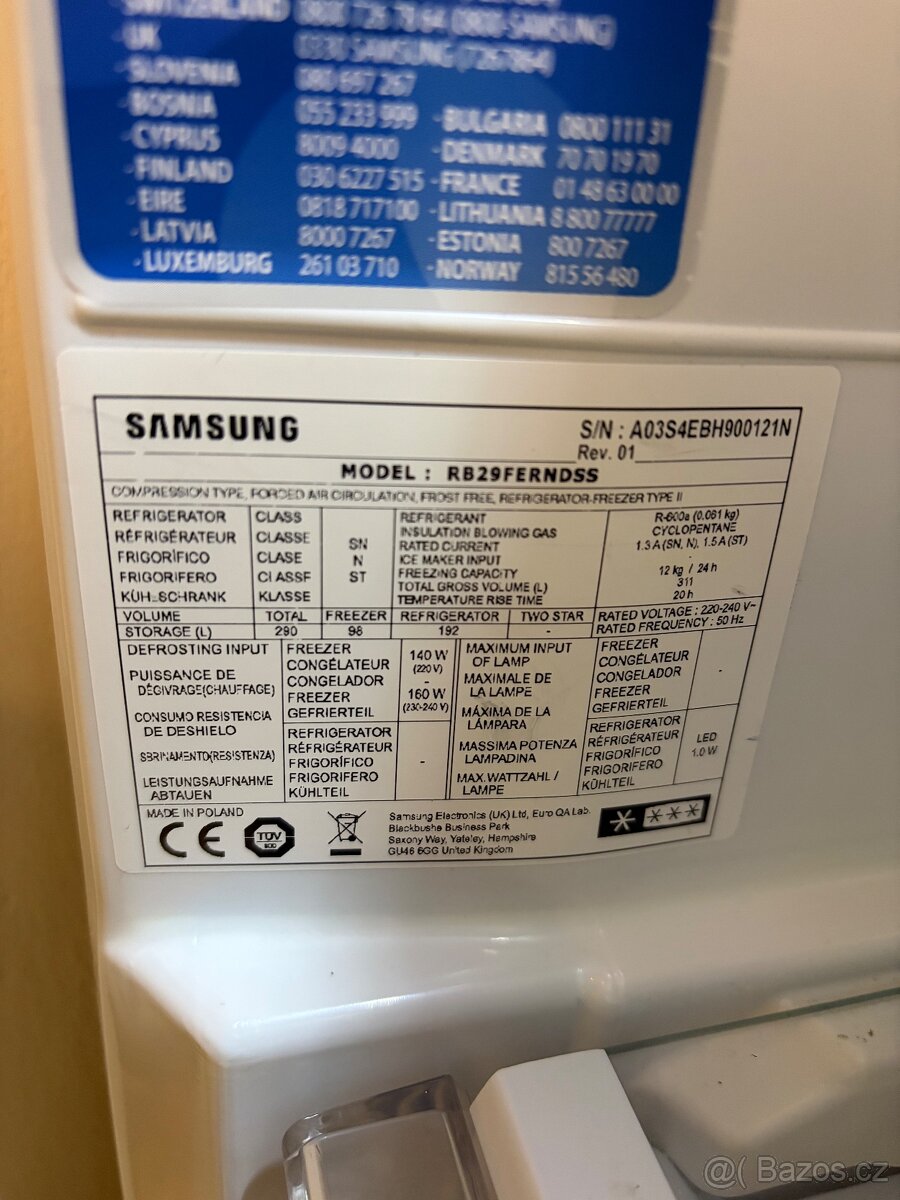 SWITZERLAND 0800 726 78 64 (0800-SAMSUNG)
- UK 0330 SAMSUNG (7267864)
- SLOVENIA 080 697 267
- BOSNIA 055 233 999 - BULGARIA 0800 111 31
- CYPRUS 8009 4000 - DENMARK 70 70 19 70
- FINLAND 030 6227 515 - FRANCE 01 48 63 00 00
- EIRE 0818 717100 - LITHUANIA 8 800 77777
- LATVIA 8000 7267 - ESTONIA 800 7267
- LUXEMBURG 261 03 710 - NORWAY 815 56 480
SAMSUNG S/N : A03S4EBH900121N
Rev. 01
MODEL : RB29FERNDSS
COMPRESSION TYPE, FORCED AIR CIRCULATION, FROST FREE, REFRIGERATOR-FREEZER TYPE II
REFRIGERATOR CLASS REFRIGERANT R-600a (0.061 kg)
RÉFRIGÉRATEUR CLASSE SN INSULATION BLOWING GAS CYCLOPENTANE
FRIGORÍFICO CLASE N RATED CURRENT 1.3 A (SN, N), 1.5 A (ST)
FRIGORIFERO CLASSE ST ICE MAKER INPUT -
KÜHLSCHRANK KLASSE FREEZING CAPACITY 12 kg / 24 h
TOTAL GROSS VOLUME (L) 311
TEMPERATURE RISE TIME 20 h
VOLUME TOTAL FREEZER REFRIGERATOR TWO STAR RATED VOLTAGE : 220-240 V~
STORAGE (L) 290 98 192 - RATED FREQUENCY : 50 Hz
DEFROSTING INPUT
PUISSANCE DE
DÉGIVRAGE(CHAUFFAGE)
CONSUMO RESISTENCIA
DE DESHIELO
SBRINAMENTO(RESISTENZA)
LEISTUNGSAUFNAHME
ABTAUEN
FREEZER
CONGÉLATEUR
CONGELADOR
FREEZER
GEFRIERTEIL
140 W
(220 V)
-
160 W
(230-240 V)
REFRIGERATOR
RÉFRIGÉRATEUR
FRIGORÍFICO
FRIGORIFERO
KÜHLTEIL
-
MAXIMUM INPUT
OF LAMP
MAXIMALE DE
LA LAMPE
MÁXIMA DE LA
LÁMPARA
MASSIMA POTENZA
LAMPADINA
MAX.WATTZAHL /
LAMPE
FREEZER
CONGÉLATEUR
CONGELADOR
FREEZER
GEFRIERTEIL
-
REFRIGERATOR
RÉFRIGÉRATEUR
FRIGORÍFICO
FRIGORIFERO
KÜHLTEIL
LED
1.0 W
MADE IN POLAND
CE TÜV
Samsung Electronics (UK) Ltd, Euro QA Lab.
Blackbushe Business Park
Saxony Way, Yateley, Hampshire
GU46 6GG United Kingdom
@( Bazos.cz